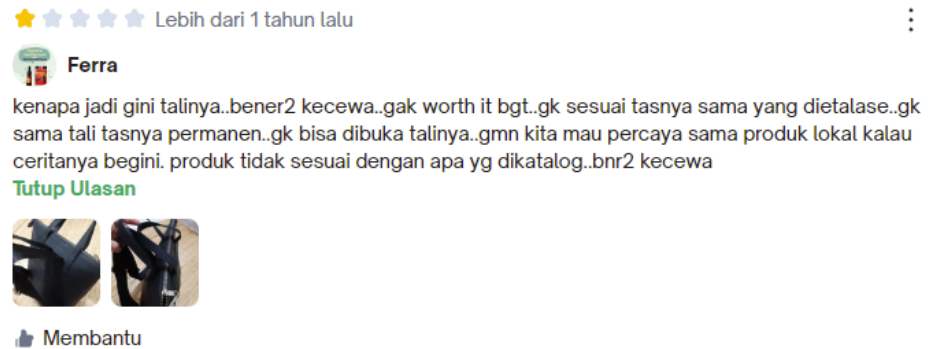 Lebih dari 1 tahun lalu
Ferra
kenapa jadi gini talinya..bener2 kecewa..gak worth it bgt..gk sesuai tasnya sama yang dietalase..gk
sama tali tasnya permanen..gk bisa dibuka talinya..gmn kita mau percaya sama produk lokal kalau
ceritanya begini. produk tidak sesuai dengan apa yg dikatalog..bnr2 kecewa
Tutup Ulasan
Membantu